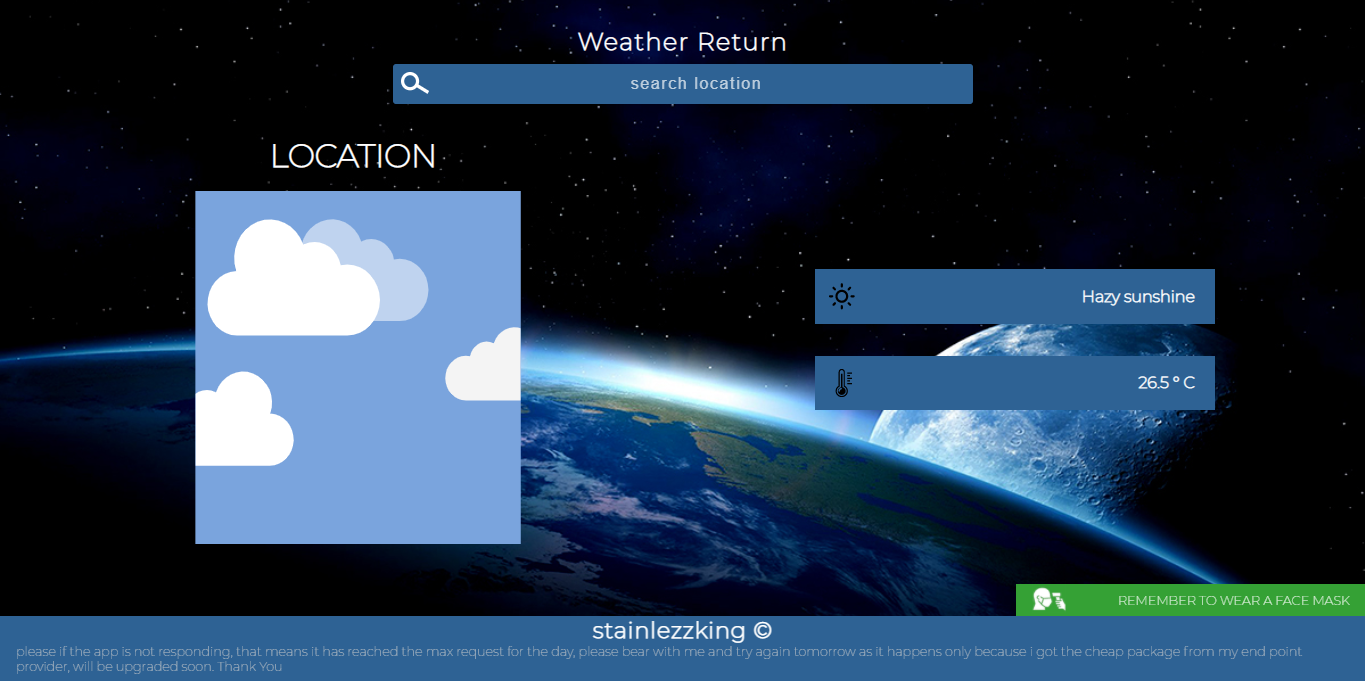 Weather Return
search location
LOCATION
Hazy sunshine
26.5 ° C
REMEMBER TO WEAR A FACE MASK
stainlezzking ©
please if the app is not responding, that means it has reached the max request for the day, please bear with me and try again tomorrow as it happens only because i got the cheap package from my end point
provider, will be upgraded soon. Thank You